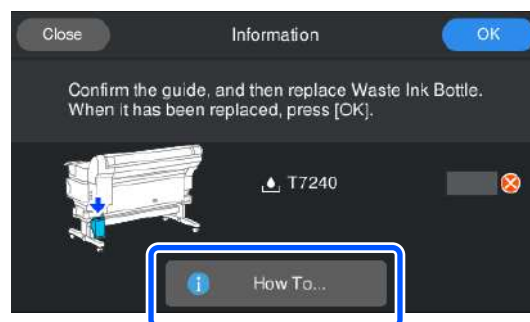 Close
Information
OK
Confirm the guide, and then replace Waste Ink Bottle.
When it has been replaced, press [OK].
T7240
How To...